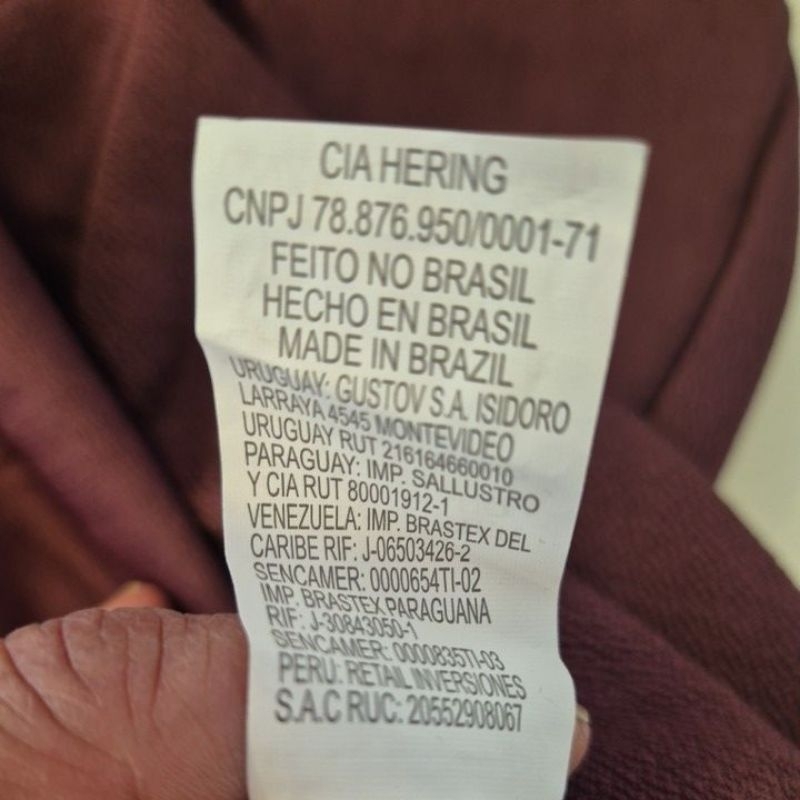 CIA HERING
CNPJ 78.876.950/0001-71
FEITO NO BRASIL
HECHO EN BRASIL
MADE IN BRAZIL
URUGUAY: GUSTOV S.A. ISIDORO
LARRAYA 4545 MONTEVIDEO
URUGUAY RUT 216164660010
PARAGUAY: IMP. SALLUSTRO
Y CIA RUT 80001912-1
VENEZUELA: IMP. BRASTEX DEL
CARIBE RIF: J-06503426-2
SENCAMER: 0000654TI-02
IMP. BRASTEX PARAGUANA
RIF: J-30843050-1
SENCAMER: 0000835TI-03
PERU: RETAIL INVERSIONES
S.A.C RUC: 20552908067